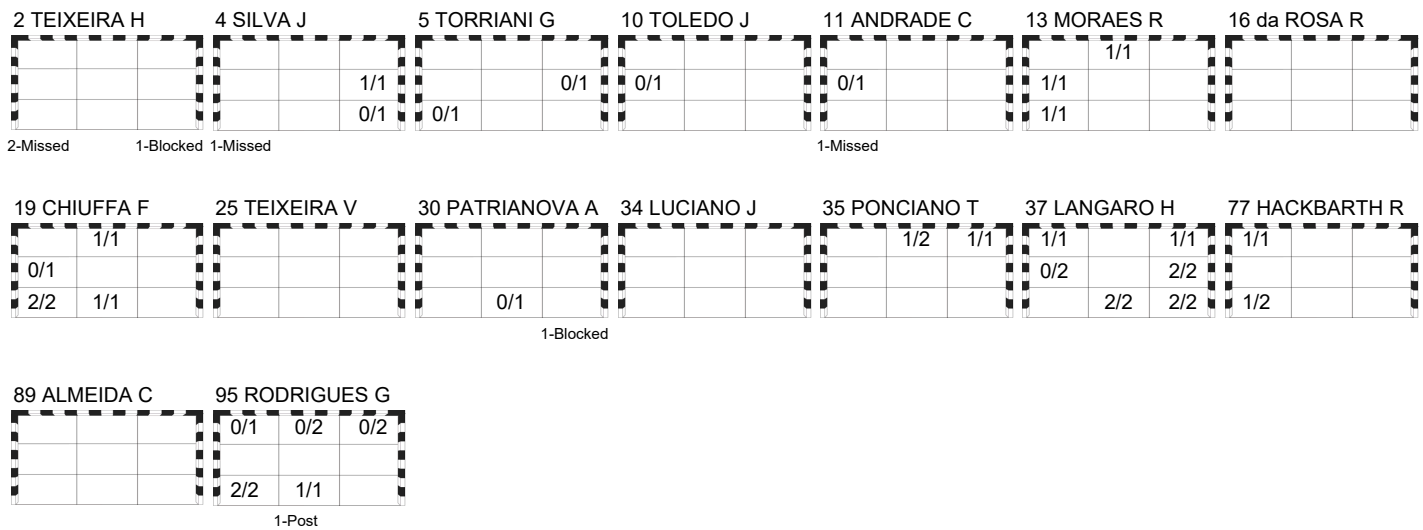 2 TEIXEIRA H 4 SILVA J 5 TORRIANI G 10 TOLEDO J 11 ANDRADE C 13 MORAES R 16 da ROSA R
1/1
1/1 0/1 0/1 0/1 1/1
0/1 0/1 1/1
2-Missed 1-Blocked 1-Missed 1-Missed
19 CHIUFFA F 25 TEIXEIRA V 30 PATRIANOVA A 34 LUCIANO J 35 PONCIANO T 37 LANGARO H 77 HACKBARTH R
1/1 1/2 1/1 1/1 1/1 1/1
0/1 0/2 2/2
2/2 1/1 0/1 2/2 2/2 1/2
1-Blocked
89 ALMEIDA C 95 RODRIGUES G
0/1 0/2 0/2
2/2 1/1
1-Post